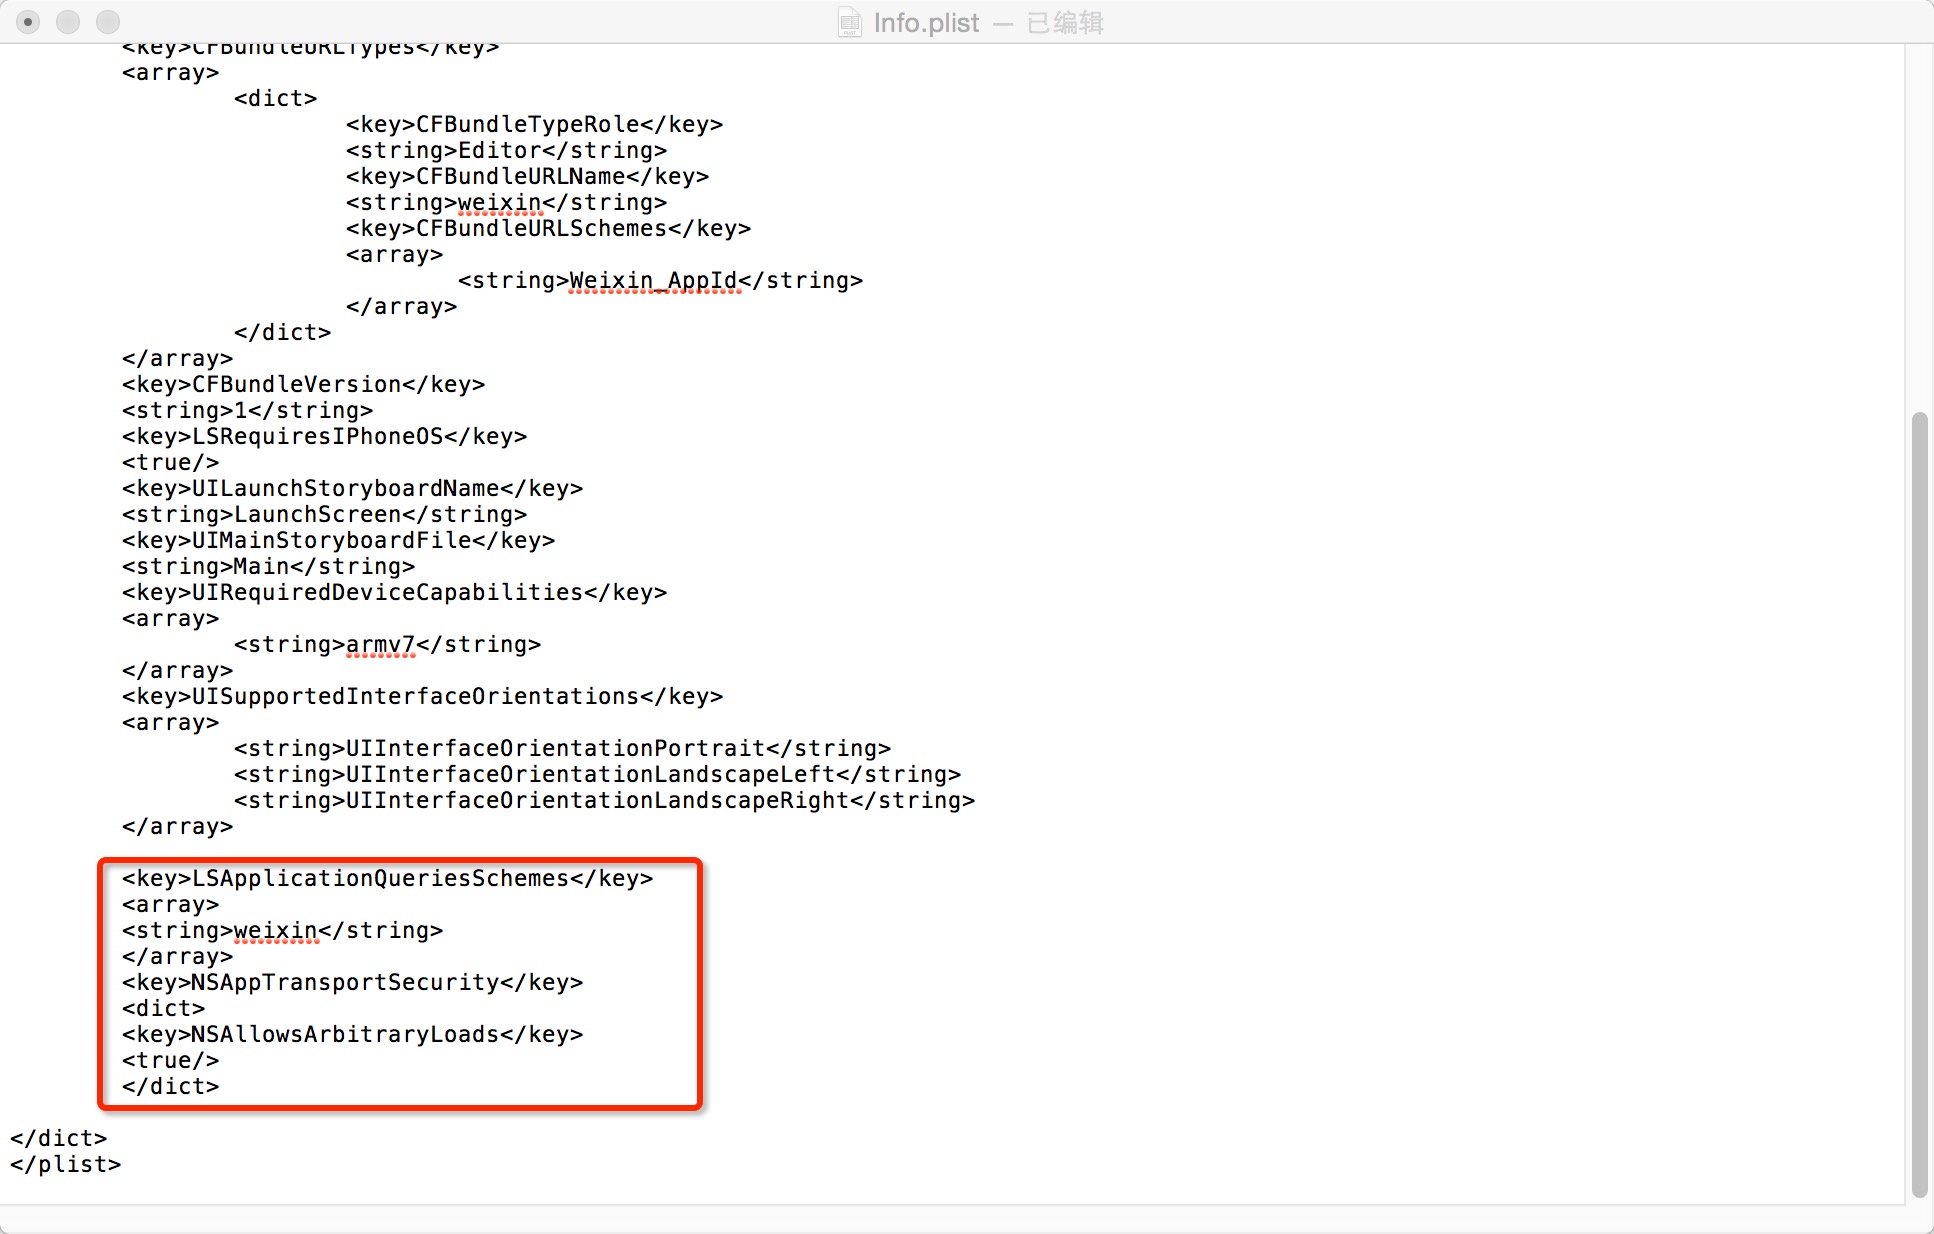 Info.plist — 已编辑
<key>CFBundleURLTypes</key>
<array>
<dict>
<key>CFBundleTypeRole</key>
<string>Editor</string>
<key>CFBundleURLName</key>
<string>weixin</string>
<key>CFBundleURLSchemes</key>
<array>
<string>Weixin_AppId</string>
</array>
</dict>
</array>
<key>CFBundleVersion</key>
<string>1</string>
<key>LSRequiresIPhoneOS</key>
<true/>
<key>UILaunchStoryboardName</key>
<string>LaunchScreen</string>
<key>UIMainStoryboardFile</key>
<string>Main</string>
<key>UIRequiredDeviceCapabilities</key>
<array>
<string>armv7</string>
</array>
<key>UISupportedInterfaceOrientations</key>
<array>
<string>UIInterfaceOrientationPortrait</string>
<string>UIInterfaceOrientationLandscapeLeft</string>
<string>UIInterfaceOrientationLandscapeRight</string>
</array>
<key>LSApplicationQueriesSchemes</key>
<array>
<string>weixin</string>
</array>
<key>NSAppTransportSecurity</key>
<dict>
<key>NSAllowsArbitraryLoads</key>
<true/>
</dict>
</dict>
</plist>